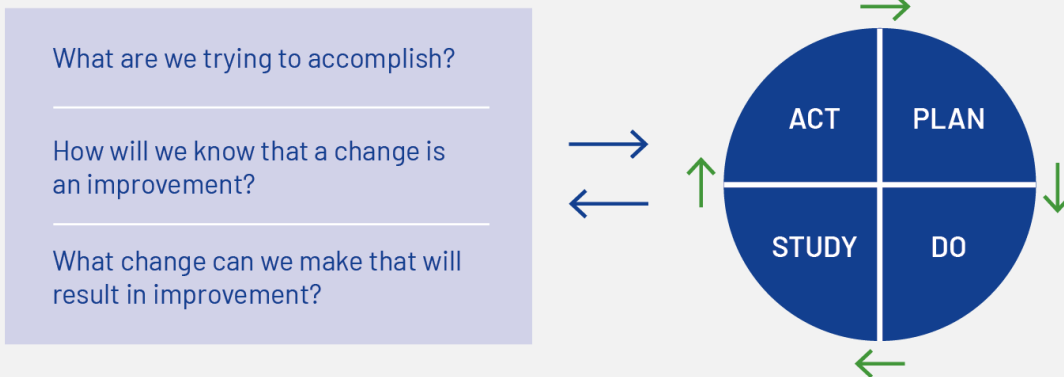 What are we trying to accomplish?
How will we know that a change is
an improvement?
What change can we make that will
result in improvement?
ACT
PLAN
STUDY
DO